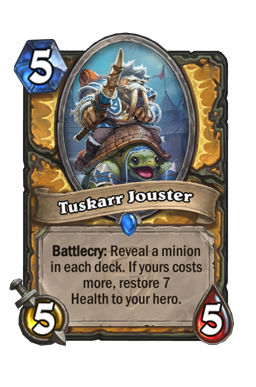 5
Tuskarr Jouster
Battlecry: Reveal a minion
in each deck. If yours costs
more, restore 7
Health to your hero.
5
5